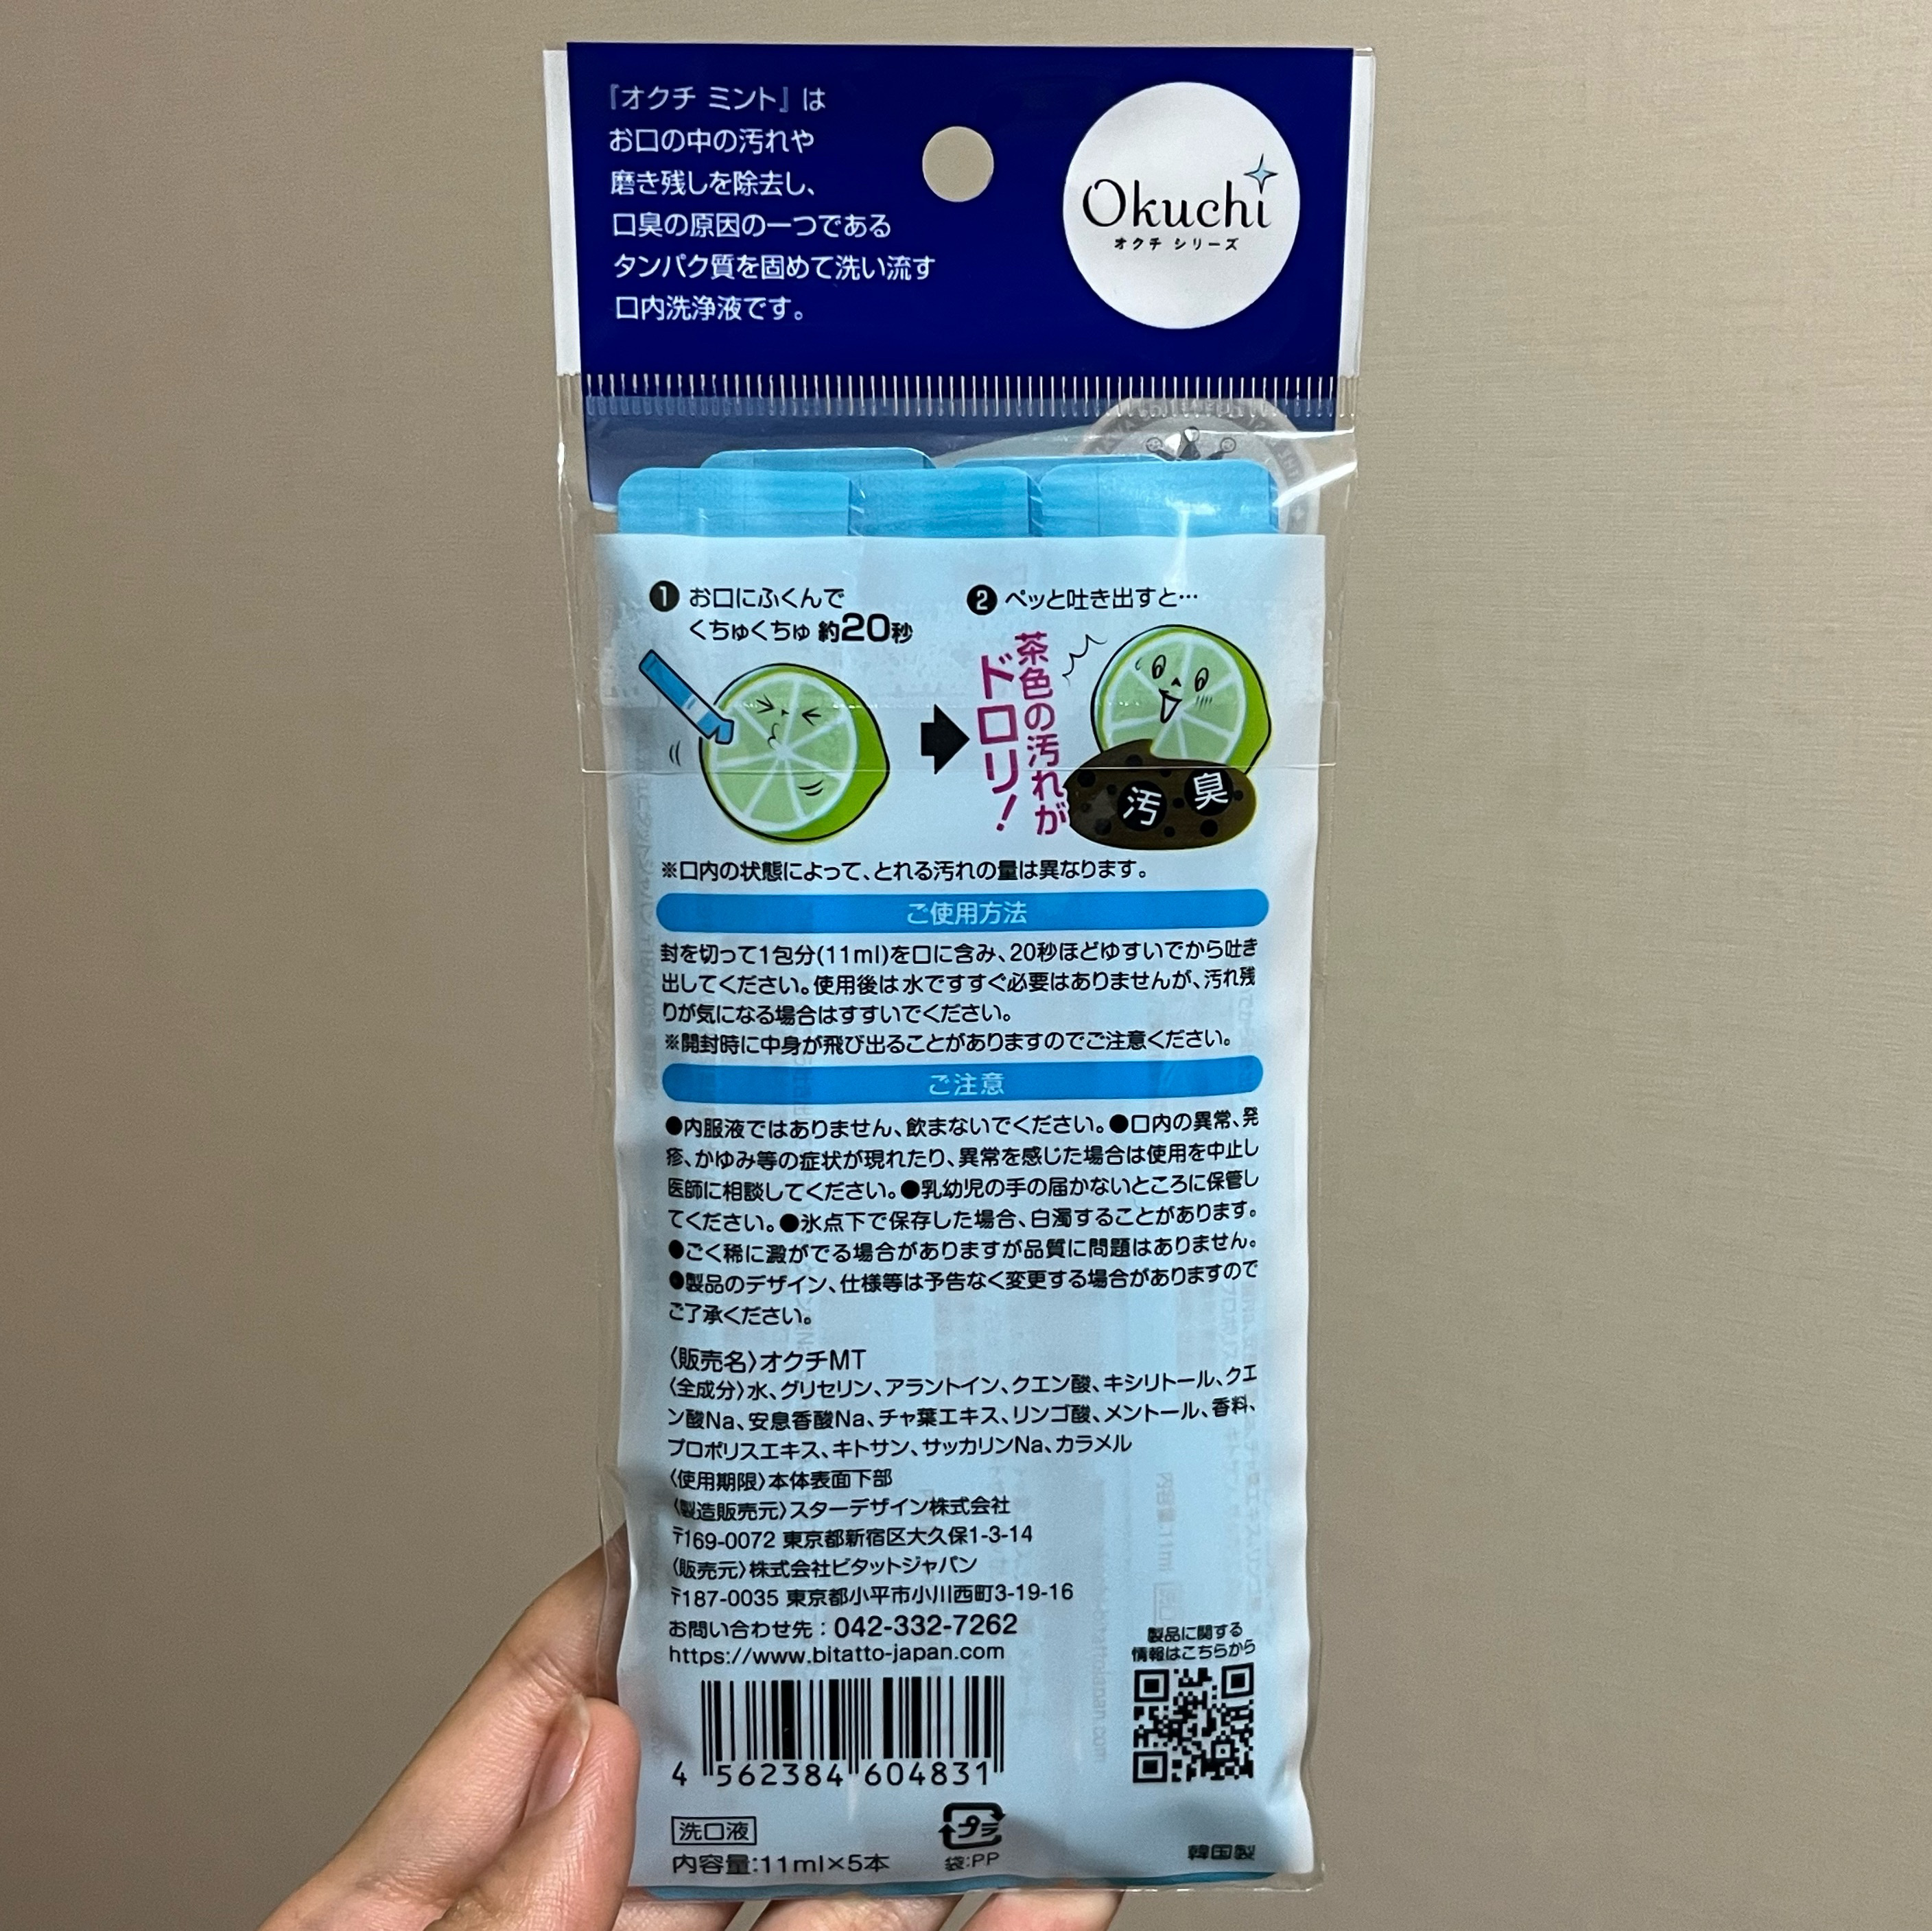 『オクチ ミント』は
お口の中の汚れや
磨き残しを除去し、
口臭の原因の一つである
タンパク質を固めて洗い流す
口内洗浄液です。
Okuchi
オクチ シリーズ
❶ お口にふくんで
くちゅくちゅ 約20秒
❷ ペッと吐き出すと…
茶色の汚れが
ドロリ!
汚 臭
※口内の状態によって、とれる汚れの量は異なります。
ご使用方法
封を切って1包分(11ml)を口に含み、20秒ほどゆすいでから吐き
出してください。使用後は水ですすぐ必要はありませんが、汚れ残
りが気になる場合はすすいでください。
※開封時に中身が飛び出ることがありますのでご注意ください。
ご注意
●内服液ではありません、飲まないでください。●口内の異常、発
疹、かゆみ等の症状が現れたり、異常を感じた場合は使用を中止し
医師に相談してください。●乳幼児の手の届かないところに保管し
てください。●氷点下で保存した場合、白濁することがあります。
●ごく稀に澱がでる場合がありますが品質に問題はありません。
●製品のデザイン、仕様等は予告なく変更する場合がありますので
ご了承ください。
〈販売名〉オクチMT
〈全成分〉水、グリセリン、アラントイン、クエン酸、キシリトール、クエ
ン酸Na、安息香酸Na、チャ葉エキス、リンゴ酸、メントール、香料、
プロポリスエキス、キトサン、サッカリンNa、カラメル
〈使用期限〉本体表面下部
〈製造販売元〉スターデザイン株式会社
〒169-0072 東京都新宿区大久保1-3-14
〈販売元〉株式会社ビタットジャパン
〒187-0035 東京都小平市小川西町3-19-16
お問い合わせ先:042-332-7262
https://www.bitatto-japan.com
製品に関する
情報はこちらから
4 562384 604831
洗口液
内容量:11ml×5本
プラ
袋:PP
韓国製